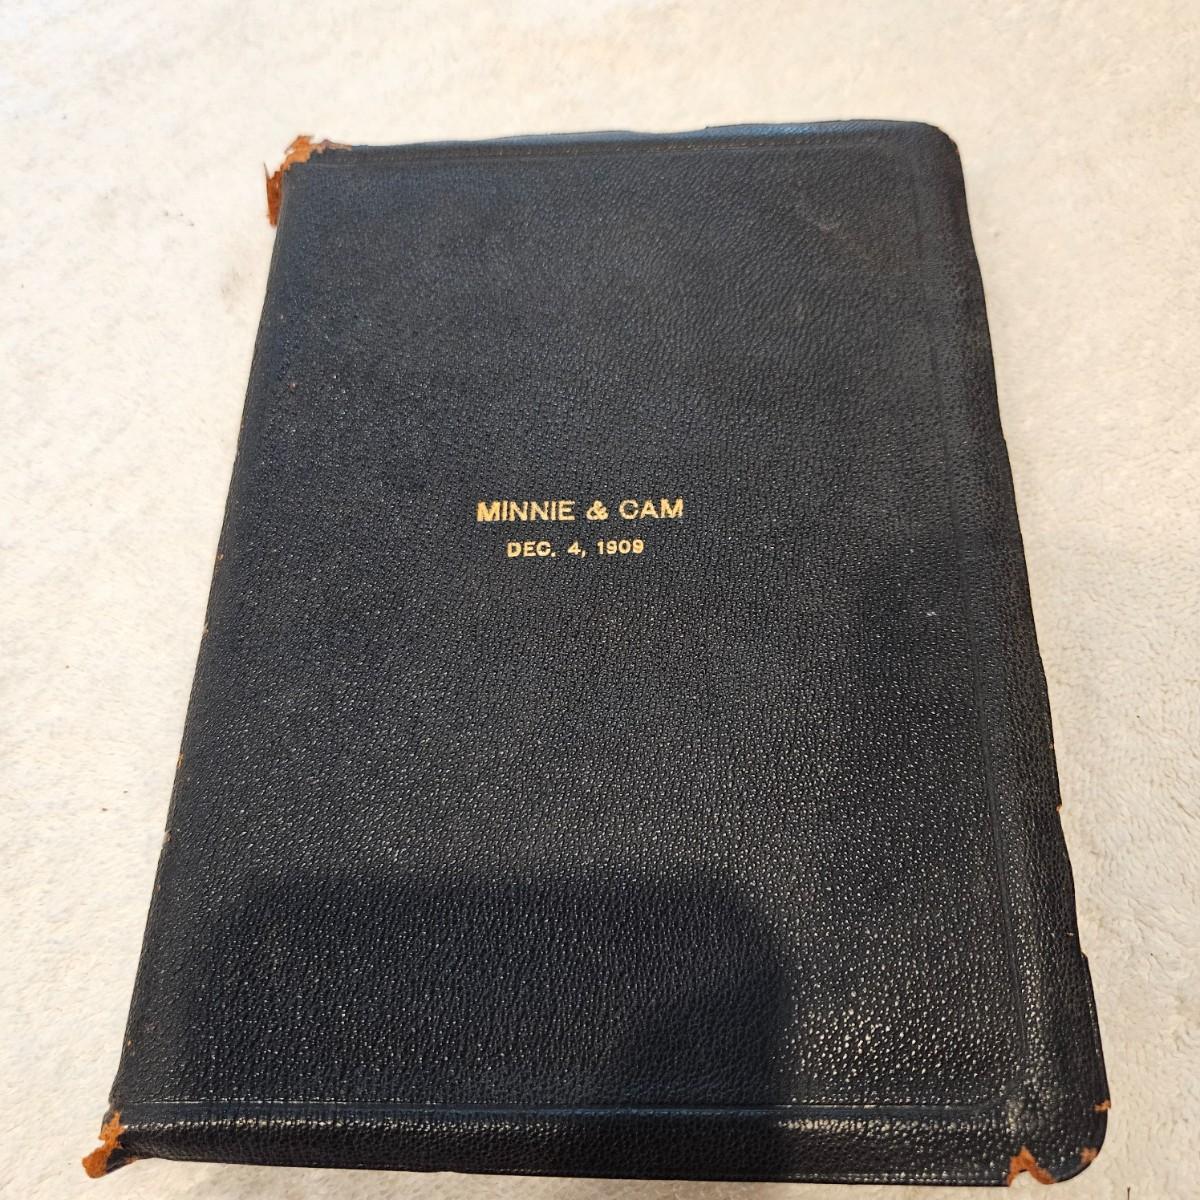 MINNIE & CAM
DEC. 4, 1909